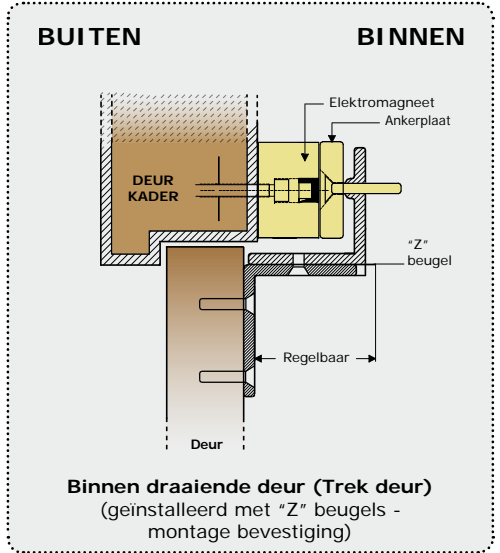 BUITEN BINNEN
Elektromagneet
Ankerplaat
DEUR
KADER
“Z”
beugel
Regelbaar
Deur
Binnen draaiende deur (Trek deur)
(geïnstalleerd met “Z” beugels -
montage bevestiging)